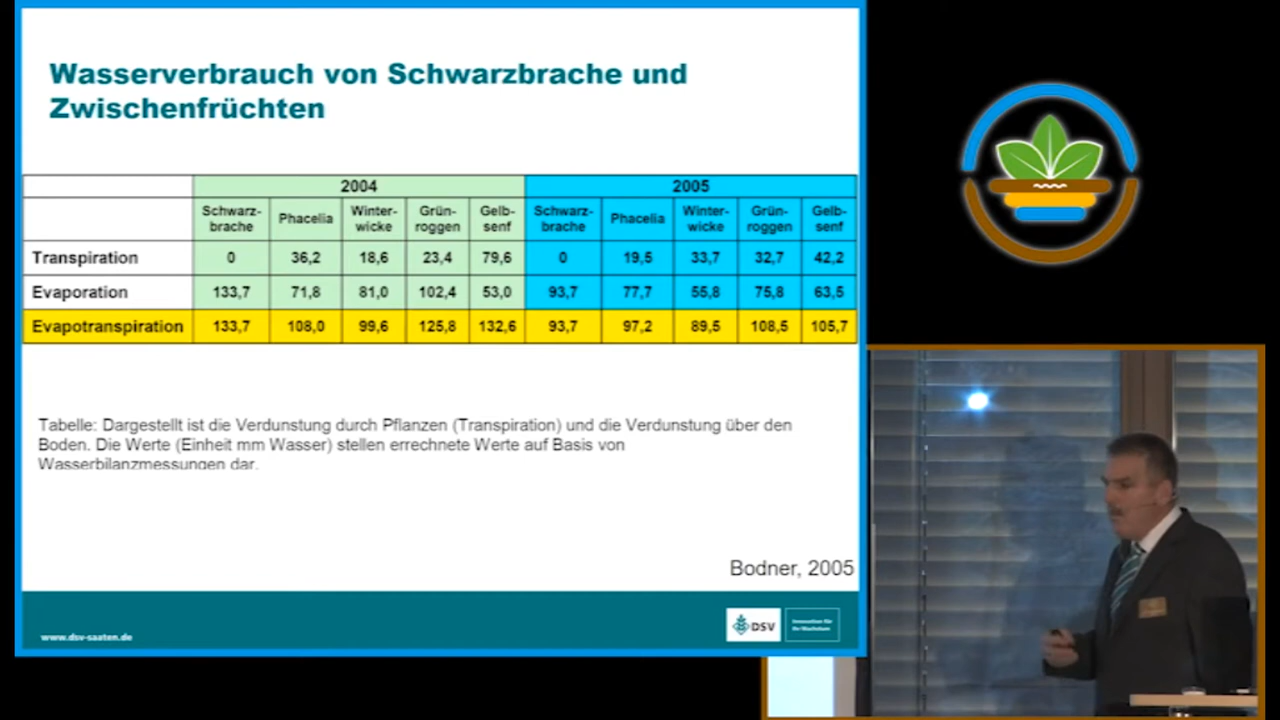 Wasserverbrauch von Schwarzbrache und
Zwischenfrüchten
2004 2005
Schwarz-brache Phacelia Winter-wicke Grün-roggen Gelb-senf Schwarz-brache Phacelia Winter-wicke Grün-roggen Gelb-senf
Transpiration 0 36,2 18,6 23,4 79,6 0 19,5 33,7 32,7 42,2
Evaporation 133,7 71,8 81,0 102,4 53,0 93,7 77,7 55,8 75,8 63,5
Evapotranspiration 133,7 108,0 99,6 125,8 132,6 93,7 97,2 89,5 108,5 105,7
Tabelle: Dargestellt ist die Verdunstung durch Pflanzen (Transpiration) und die Verdunstung über den
Boden. Die Werte (Einheit mm Wasser) stellen errechnete Werte auf Basis von
Wasserbilanzmessungen dar.
Bodner, 2005
www.dsv-saaten.de
DSV
Innovation für
Ihr Wachstum